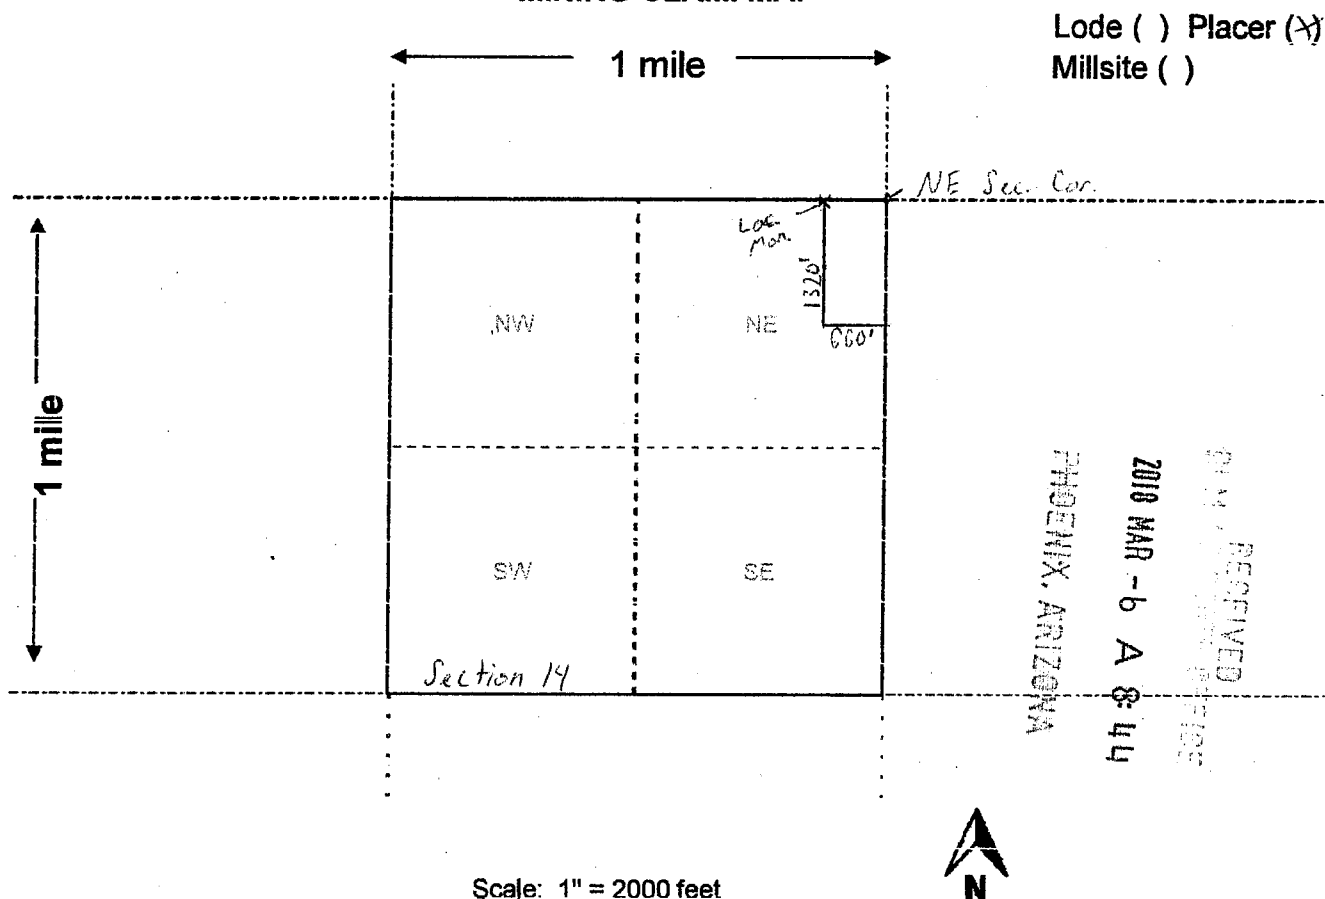 Lode ( ) Placer (X)
Millsite ( )
1 mile
NE Sec. Cor.
Loc.
Mon.
1320'
660'
NW
NE
1 mile
SW
SE
Section 14
RECEIVED
2018 MAR -6 A 8:44
PHOENIX, ARIZONA
Scale: 1" = 2000 feet
N